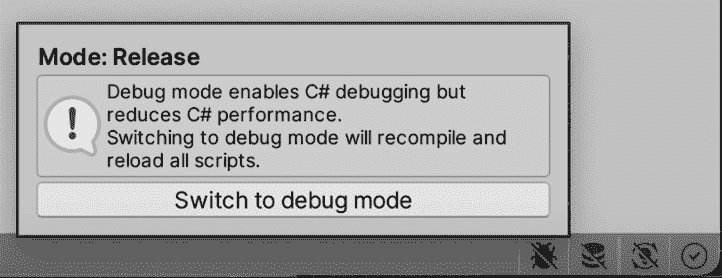 Mode: Release
Debug mode enables C# debugging but
reduces C# performance.
Switching to debug mode will recompile and
reload all scripts.
Switch to debug mode